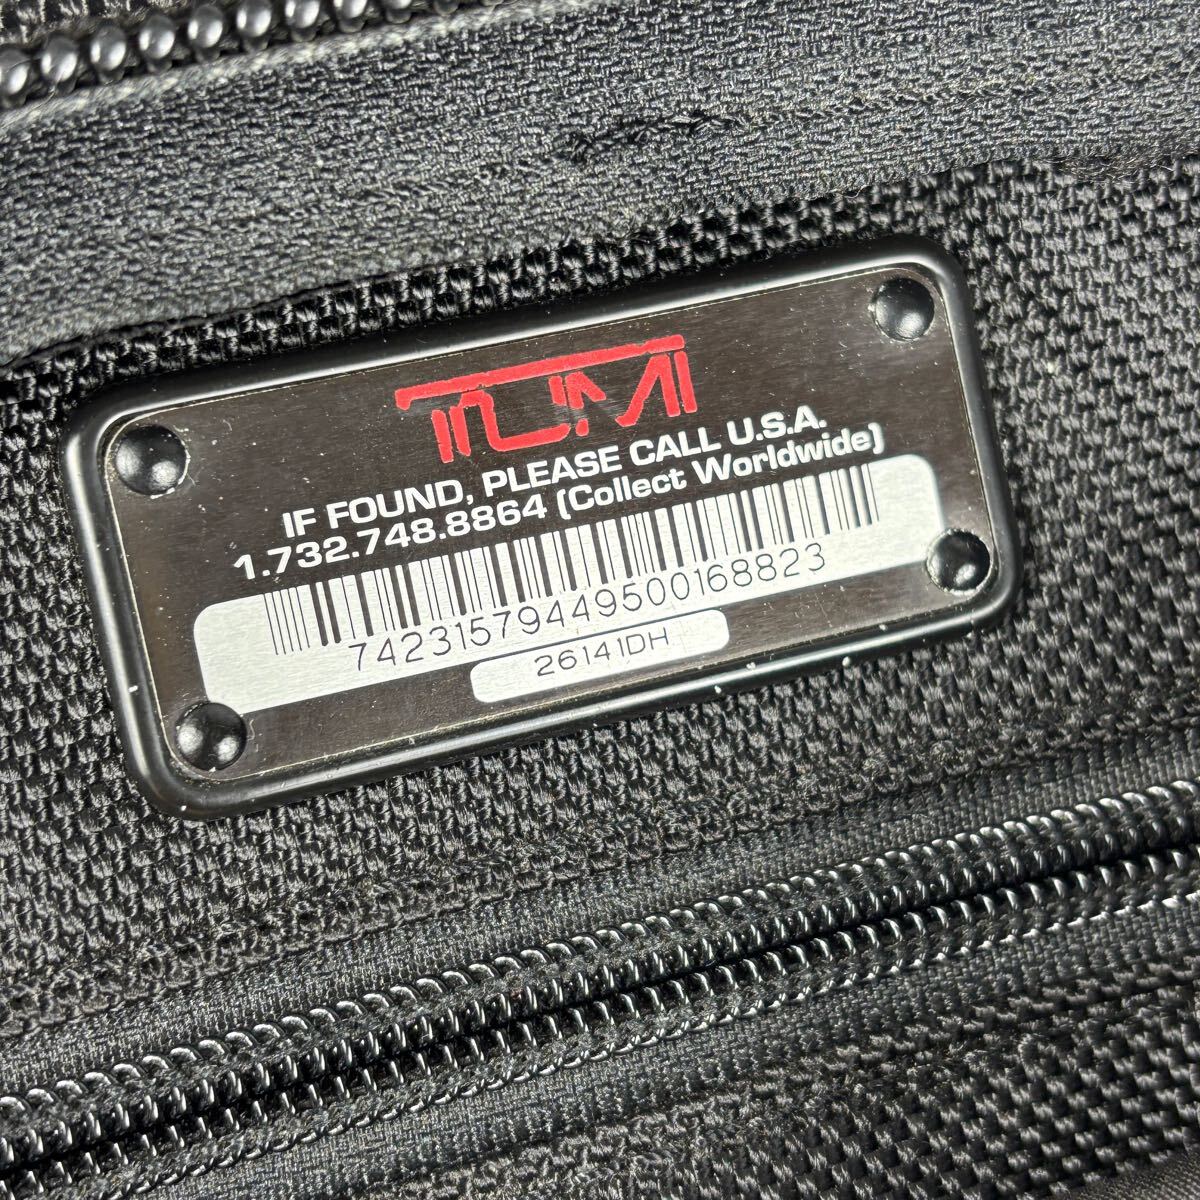 TUMI
IF FOUND, PLEASE CALL U.S.A.
1.732.748.8864 (Collect Worldwide)
74231579449500168823
26141DH